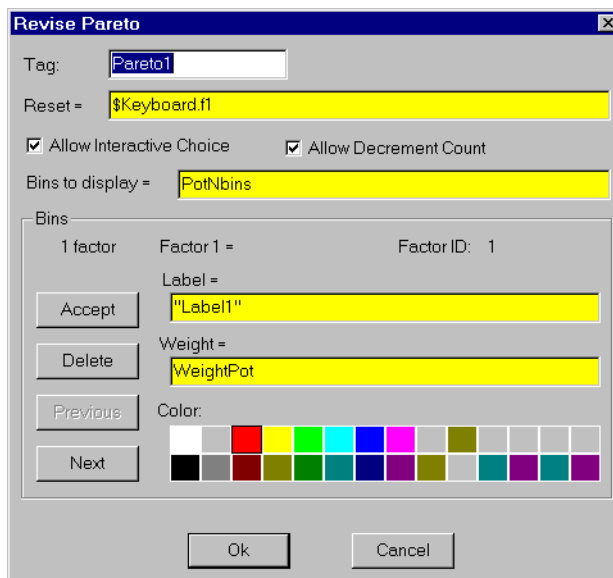 Revise Pareto
Tag: Pareto1
Reset = $Keyboard.f1
Allow Interactive Choice Allow Decrement Count
Bins to display = PotNbins
Bins
1 factor Factor 1 = Factor ID: 1
Label =
Accept "Label1"
Weight =
Delete WeightPot
Previous Color:
Next
Ok Cancel